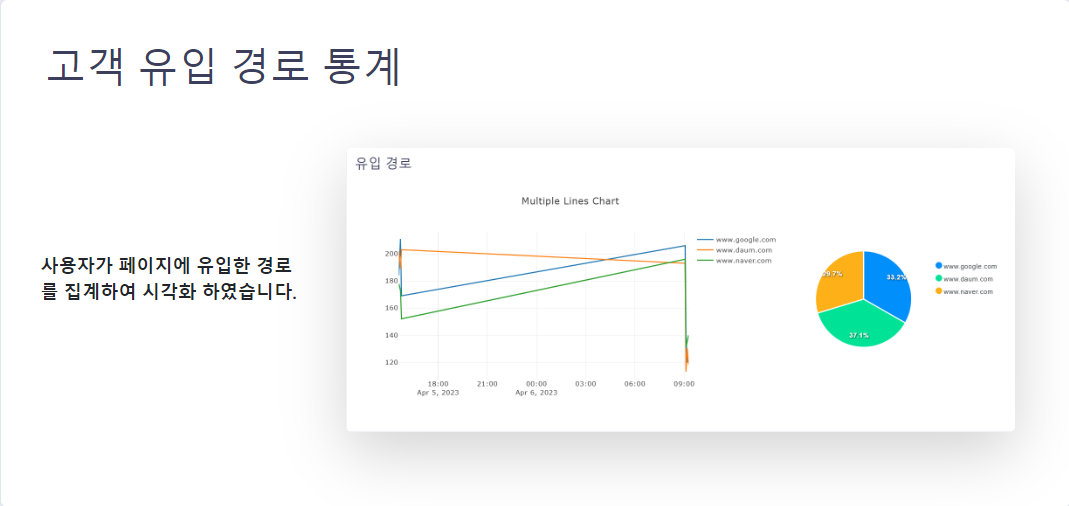 고객 유입 경로 통계
유입 경로
Multiple Lines Chart
www.google.com
www.daum.com
www.naver.com
200
180
160
140
120
18:00
Apr 5, 2023
21:00
00:00
Apr 6, 2023
03:00
06:00
09:00
33.2%
37.1%
29.7%
www.google.com
www.daum.com
www.naver.com
사용자가 페이지에 유입한 경로
를 집계하여 시각화 하였습니다.